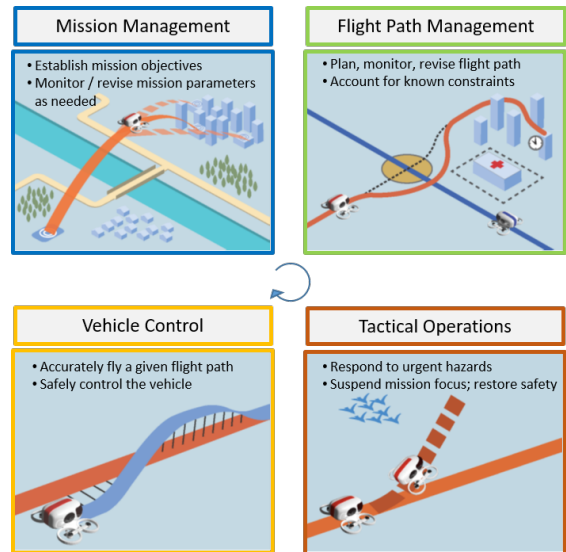 Mission Management
• Establish mission objectives
• Monitor / revise mission parameters
as needed
Flight Path Management
• Plan, monitor, revise flight path
• Account for known constraints
Vehicle Control
• Accurately fly a given flight path
• Safely control the vehicle
Tactical Operations
• Respond to urgent hazards
• Suspend mission focus; restore safety